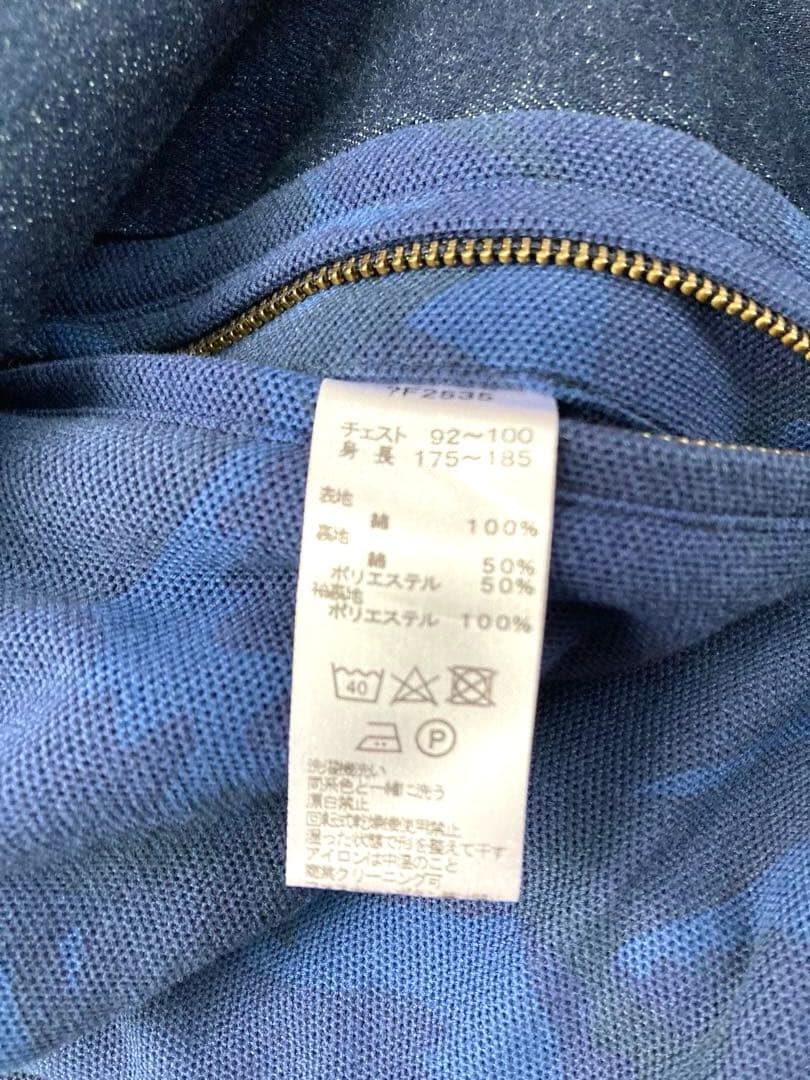 ?F2535
チェスト 92～100
身長 175～185
表地
綿 100%
裏地
綿 50%
ポリエステル 50%
袖裏地
ポリエステル 100%
40
P
洗濯機洗い
同系色と一緒に洗う
漂白禁止
回転式乾燥機使用禁止
湿った状態で形を整えて干す
アイロンは中温のこと
商業クリーニング可